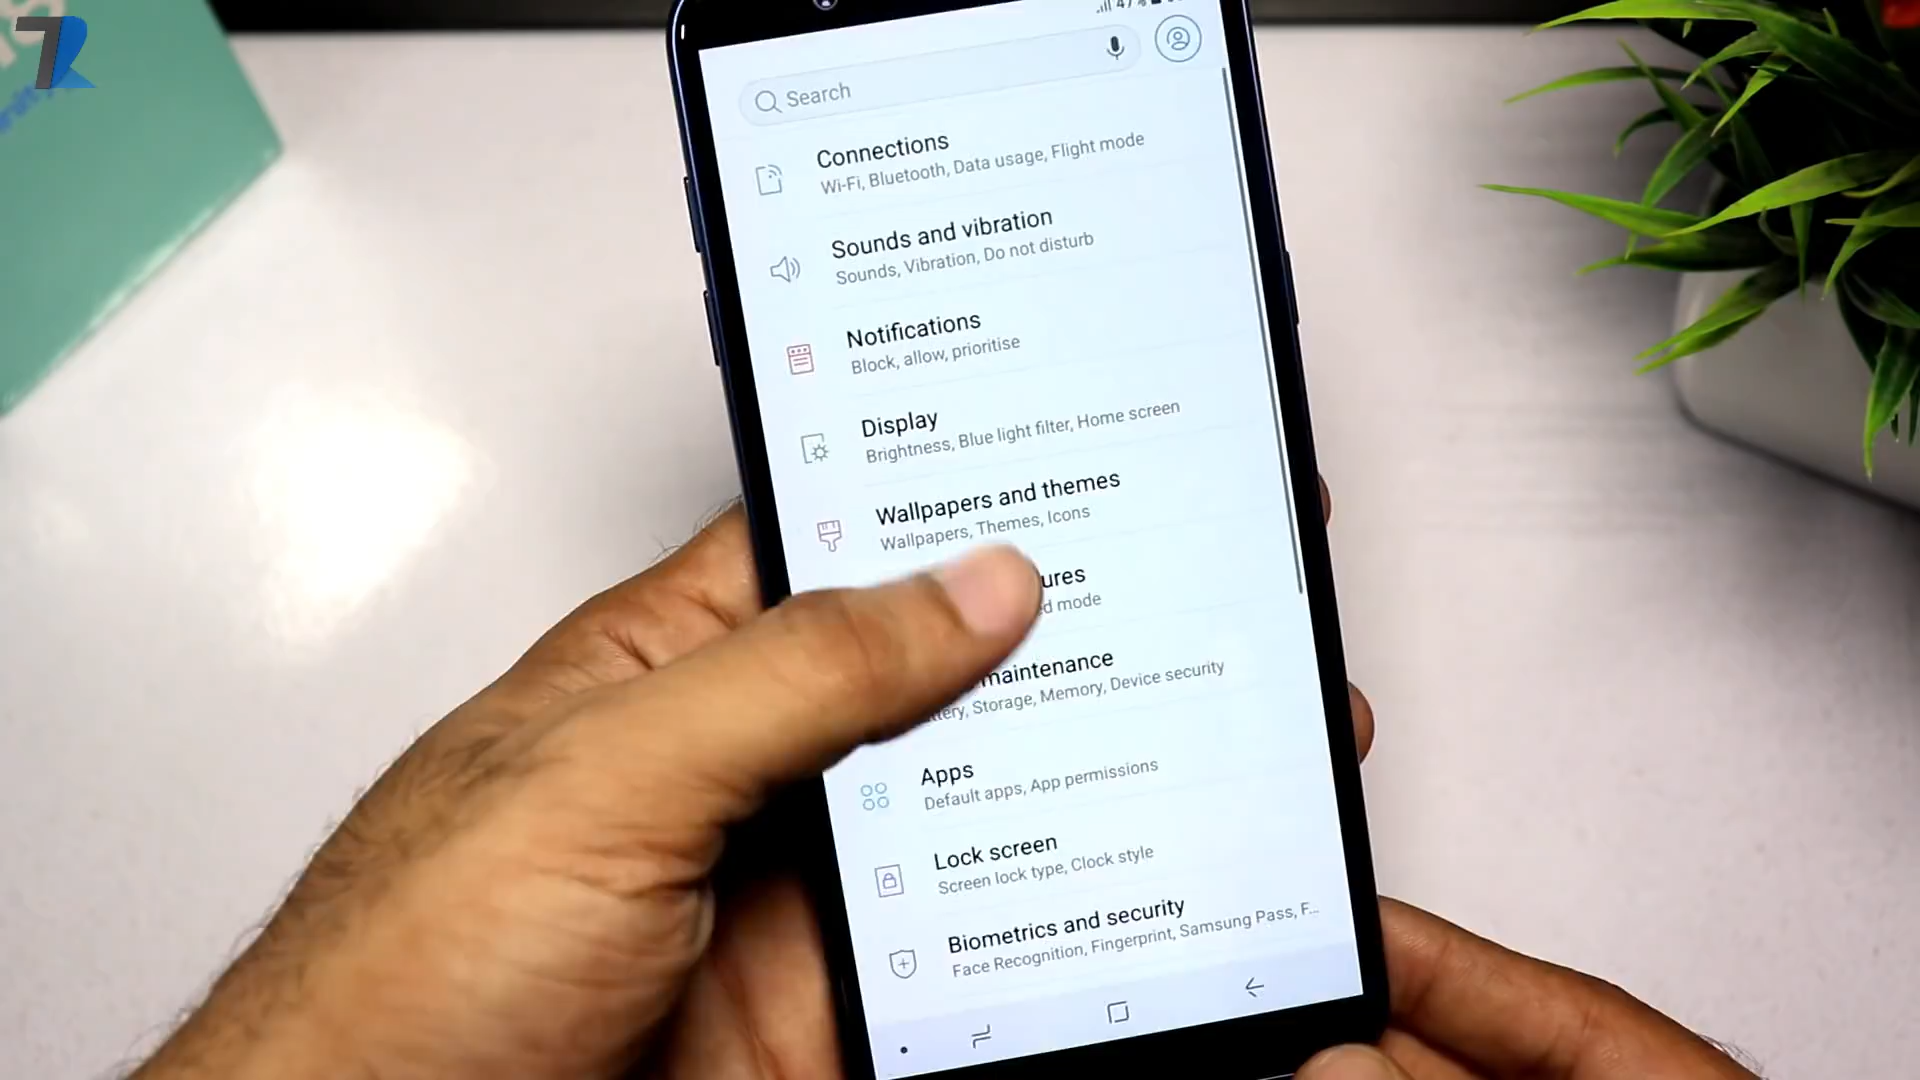 47%
Search
Connections
Wi-Fi, Bluetooth, Data usage, Flight mode
Sounds and vibration
Sounds, Vibration, Do not disturb
Notifications
Block, allow, prioritise
Display
Brightness, Blue light filter, Home screen
Wallpapers and themes
Wallpapers, Themes, Icons
ures
d mode
maintenance
ttery, Storage, Memory, Device security
Apps
Default apps, App permissions
Lock screen
Screen lock type, Clock style
Biometrics and security
Face Recognition, Fingerprint, Samsung Pass, F...